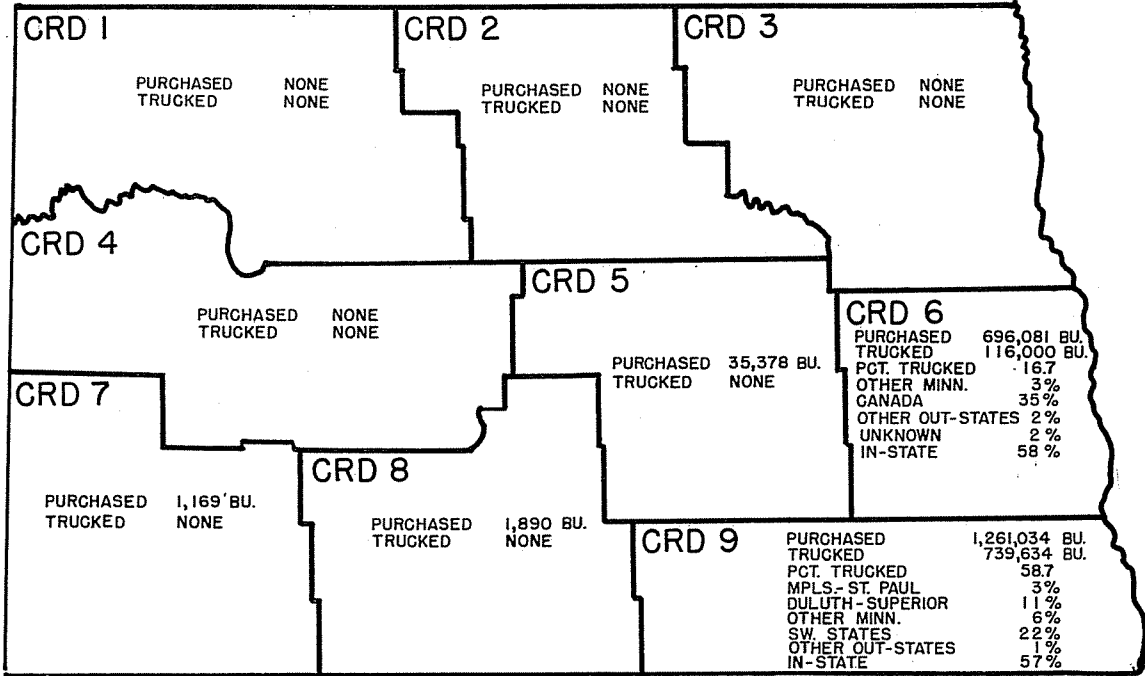 CRD 1
PURCHASED NONE
TRUCKED NONE
CRD 2
PURCHASED NONE
TRUCKED NONE
CRD 3
PURCHASED NONE
TRUCKED NONE
CRD 4
PURCHASED NONE
TRUCKED NONE
CRD 5
PURCHASED 35,378 BU.
TRUCKED NONE
CRD 6
PURCHASED 696,081 BU.
TRUCKED 116,000 BU.
PCT. TRUCKED 16.7
OTHER MINN. 3%
CANADA 35%
OTHER OUT-STATES 2%
UNKNOWN 2%
IN-STATE 58%
CRD 7
PURCHASED 1,169 BU.
TRUCKED NONE
CRD 8
PURCHASED 1,890 BU.
TRUCKED NONE
CRD 9
PURCHASED 1,261,034 BU.
TRUCKED 739,634 BU.
PCT. TRUCKED 58.7
MPLS.- ST. PAUL 3%
DULUTH-SUPERIOR 11%
OTHER MINN. 6%
SW. STATES 22%
OTHER OUT-STATES 1%
IN-STATE 57%